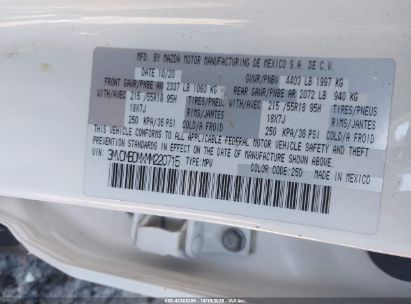 MFD. BY MAZDA MOTOR MANUFACTURING DE MEXICO S.A. DE C.V.
DATE 10/20 GVWR/PNBV 4403 LB 1997 KG
FRONT GAWR/PNBE AV 2337 LB 1060 KG REAR GAWR/PNBE AR 2072 LB 940 KG
WITH/AVEC 215/55R18 95H TIRES/PNEUS WITH/AVEC 215/55R18 95H TIRES/PNEUS
18X7J RIMS/JANTES 18X7J RIMS/JANTES
250 KPA/36 PSI COLD/A FROID 250 KPA/36 PSI COLD/A FROID
THIS VEHICLE CONFORMS TO ALL APPLICABLE FEDERAL MOTOR VEHICLE SAFETY, BUMPER AND THEFT
PREVENTION STANDARDS IN EFFECT ON THE DATE OF MANUFACTURE SHOWN ABOVE.
TYPE:MPV COLOR CODE:25D MADE IN MEXICO